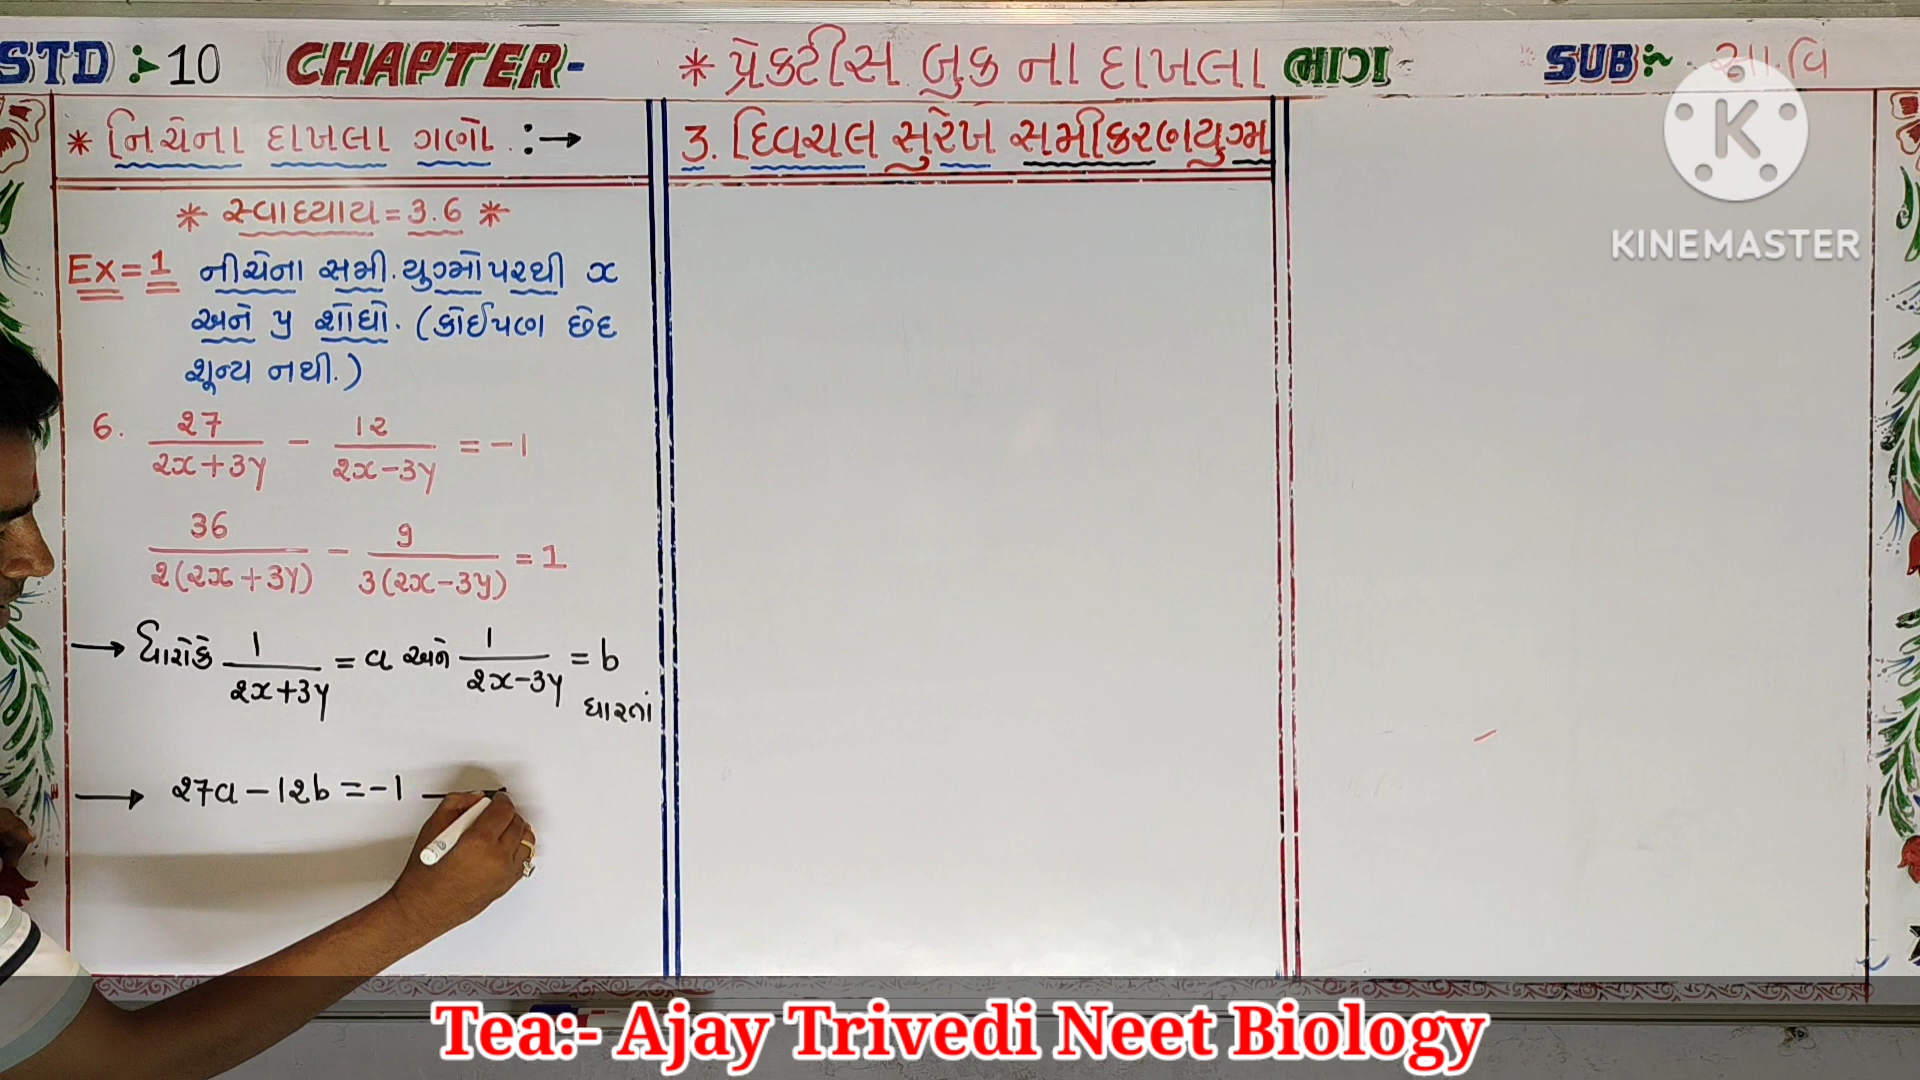 STD :- 10 CHAPTER:- * પ્રેક્ટીસ બુક ના દાખલા ભાગ- SUB:- આ.વિ
* નિચેના દાખલા ગણો :→
3. દ્વિચલ સુરેખ સમીકરણયુગ્મ
* સ્વાધ્યાય = 3.6 *
Ex=1 નીચેના સમી. યુગ્મો પરથી x
અને y શોધો. (કોઈપણ છેદ
શૂન્ય નથી.)
6. 27/(2x+3y) - 12/(2x-3y) = -1
36/(2(2x+3y)) - 9/(3(2x-3y)) = 1
→ ધારોકે 1/(2x+3y) = a અને 1/(2x-3y) = b
ધારતાં
→ 27a - 12b = -1 —
KINEMASTER
Tea:- Ajay Trivedi Neet Biology